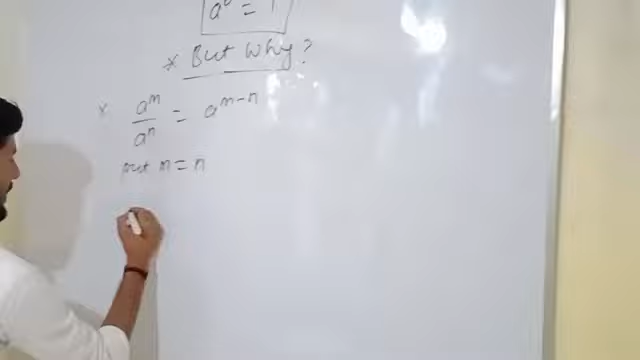 a⁰ = 1
* But Why?
* aᵐ/aⁿ = aᵐ⁻ⁿ
put m = n